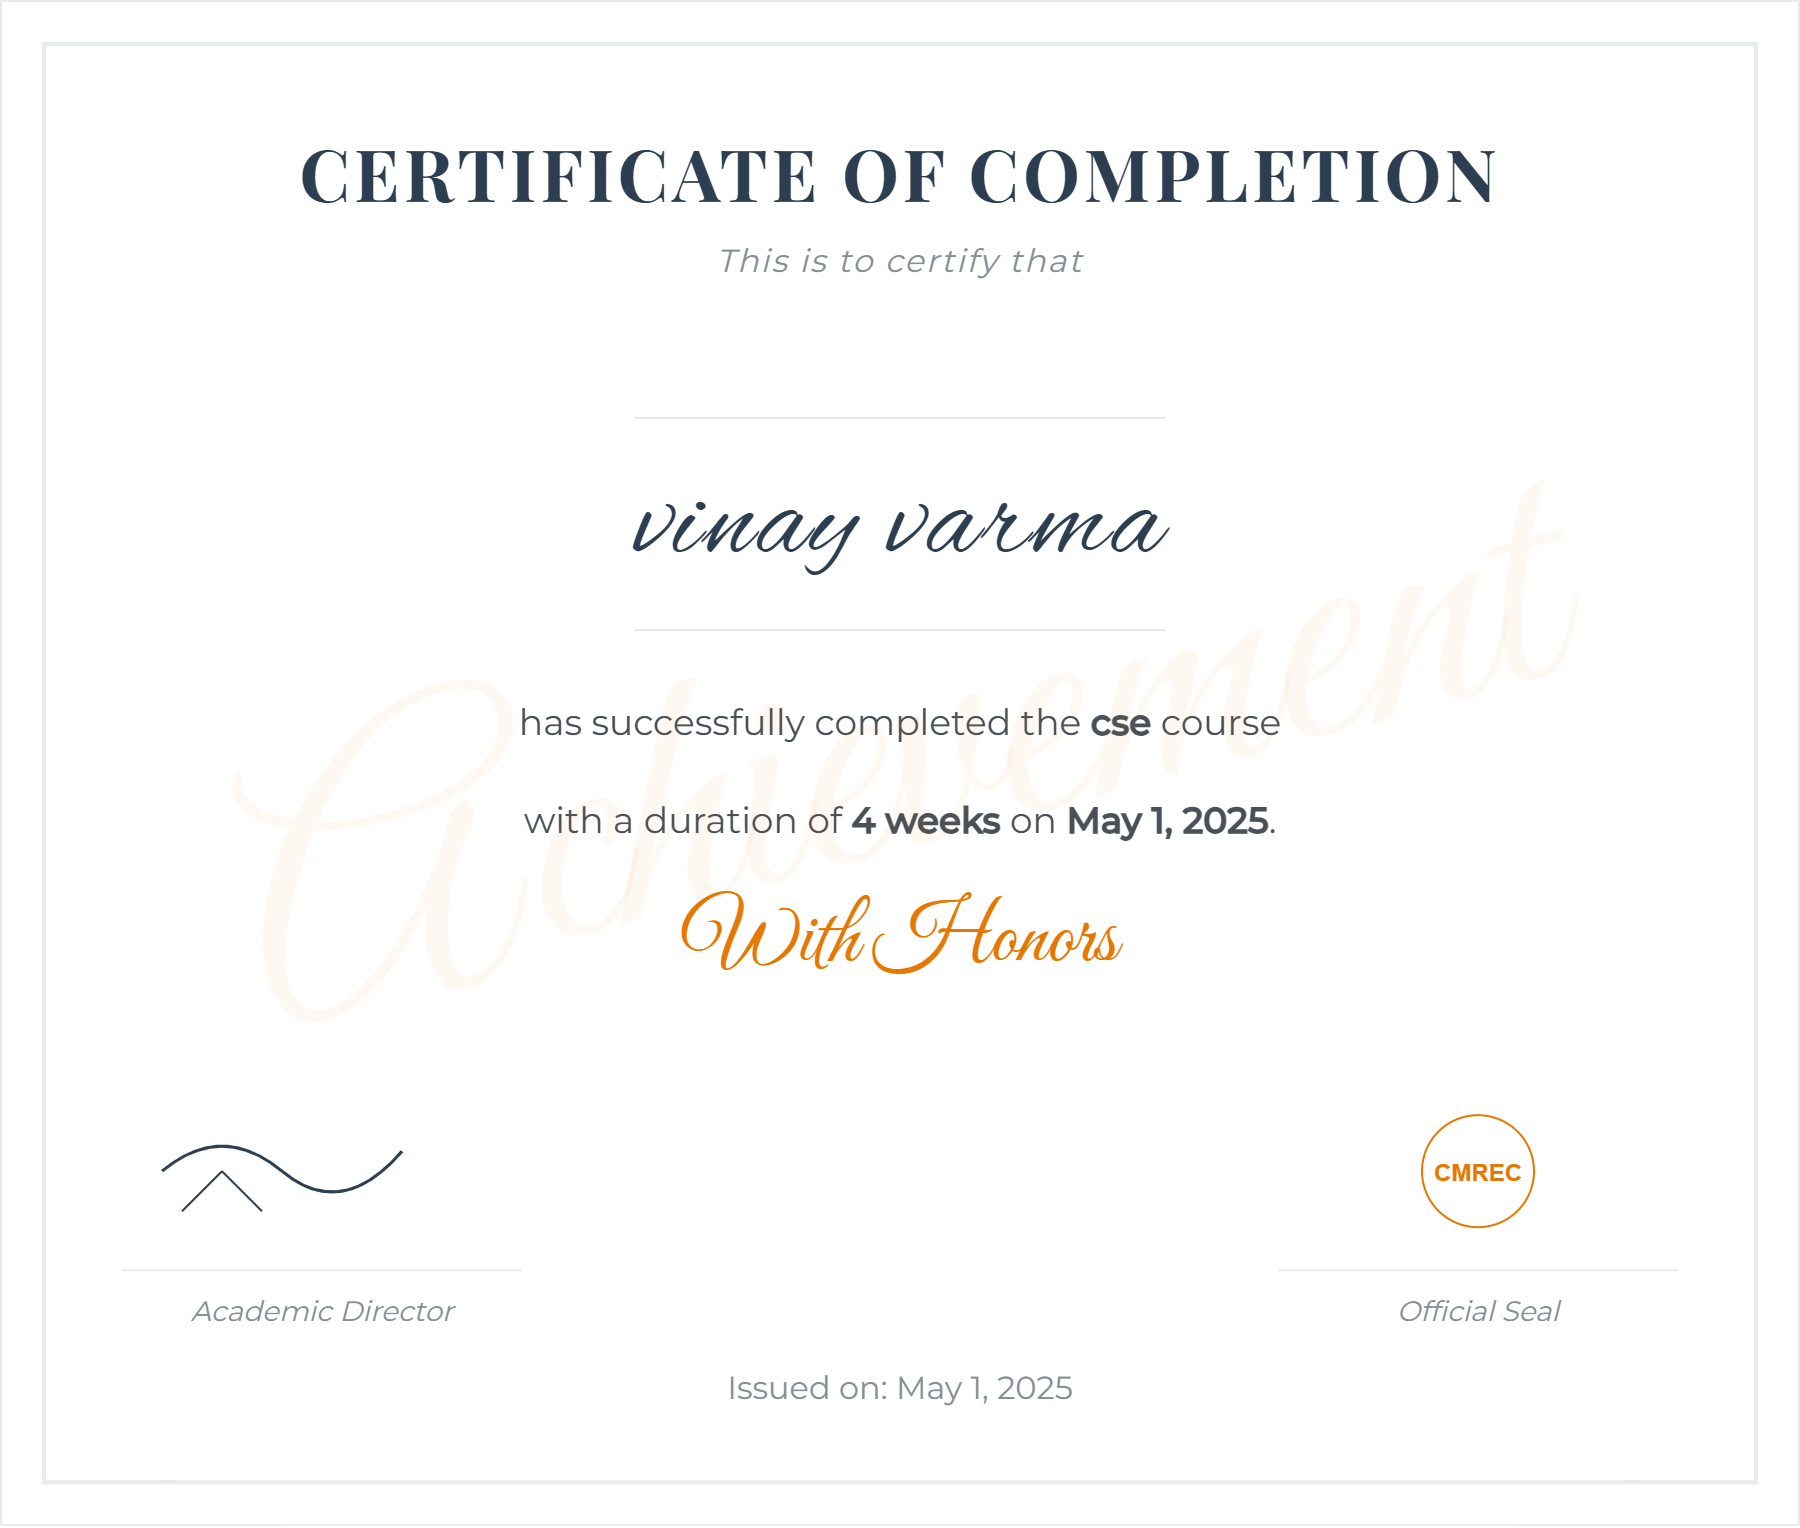 CERTIFICATE OF COMPLETION
This is to certify that
vinay varma
Achievement
has successfully completed the cse course
with a duration of 4 weeks on May 1, 2025.
With Honors
CMREC
Academic Director
Official Seal
Issued on: May 1, 2025